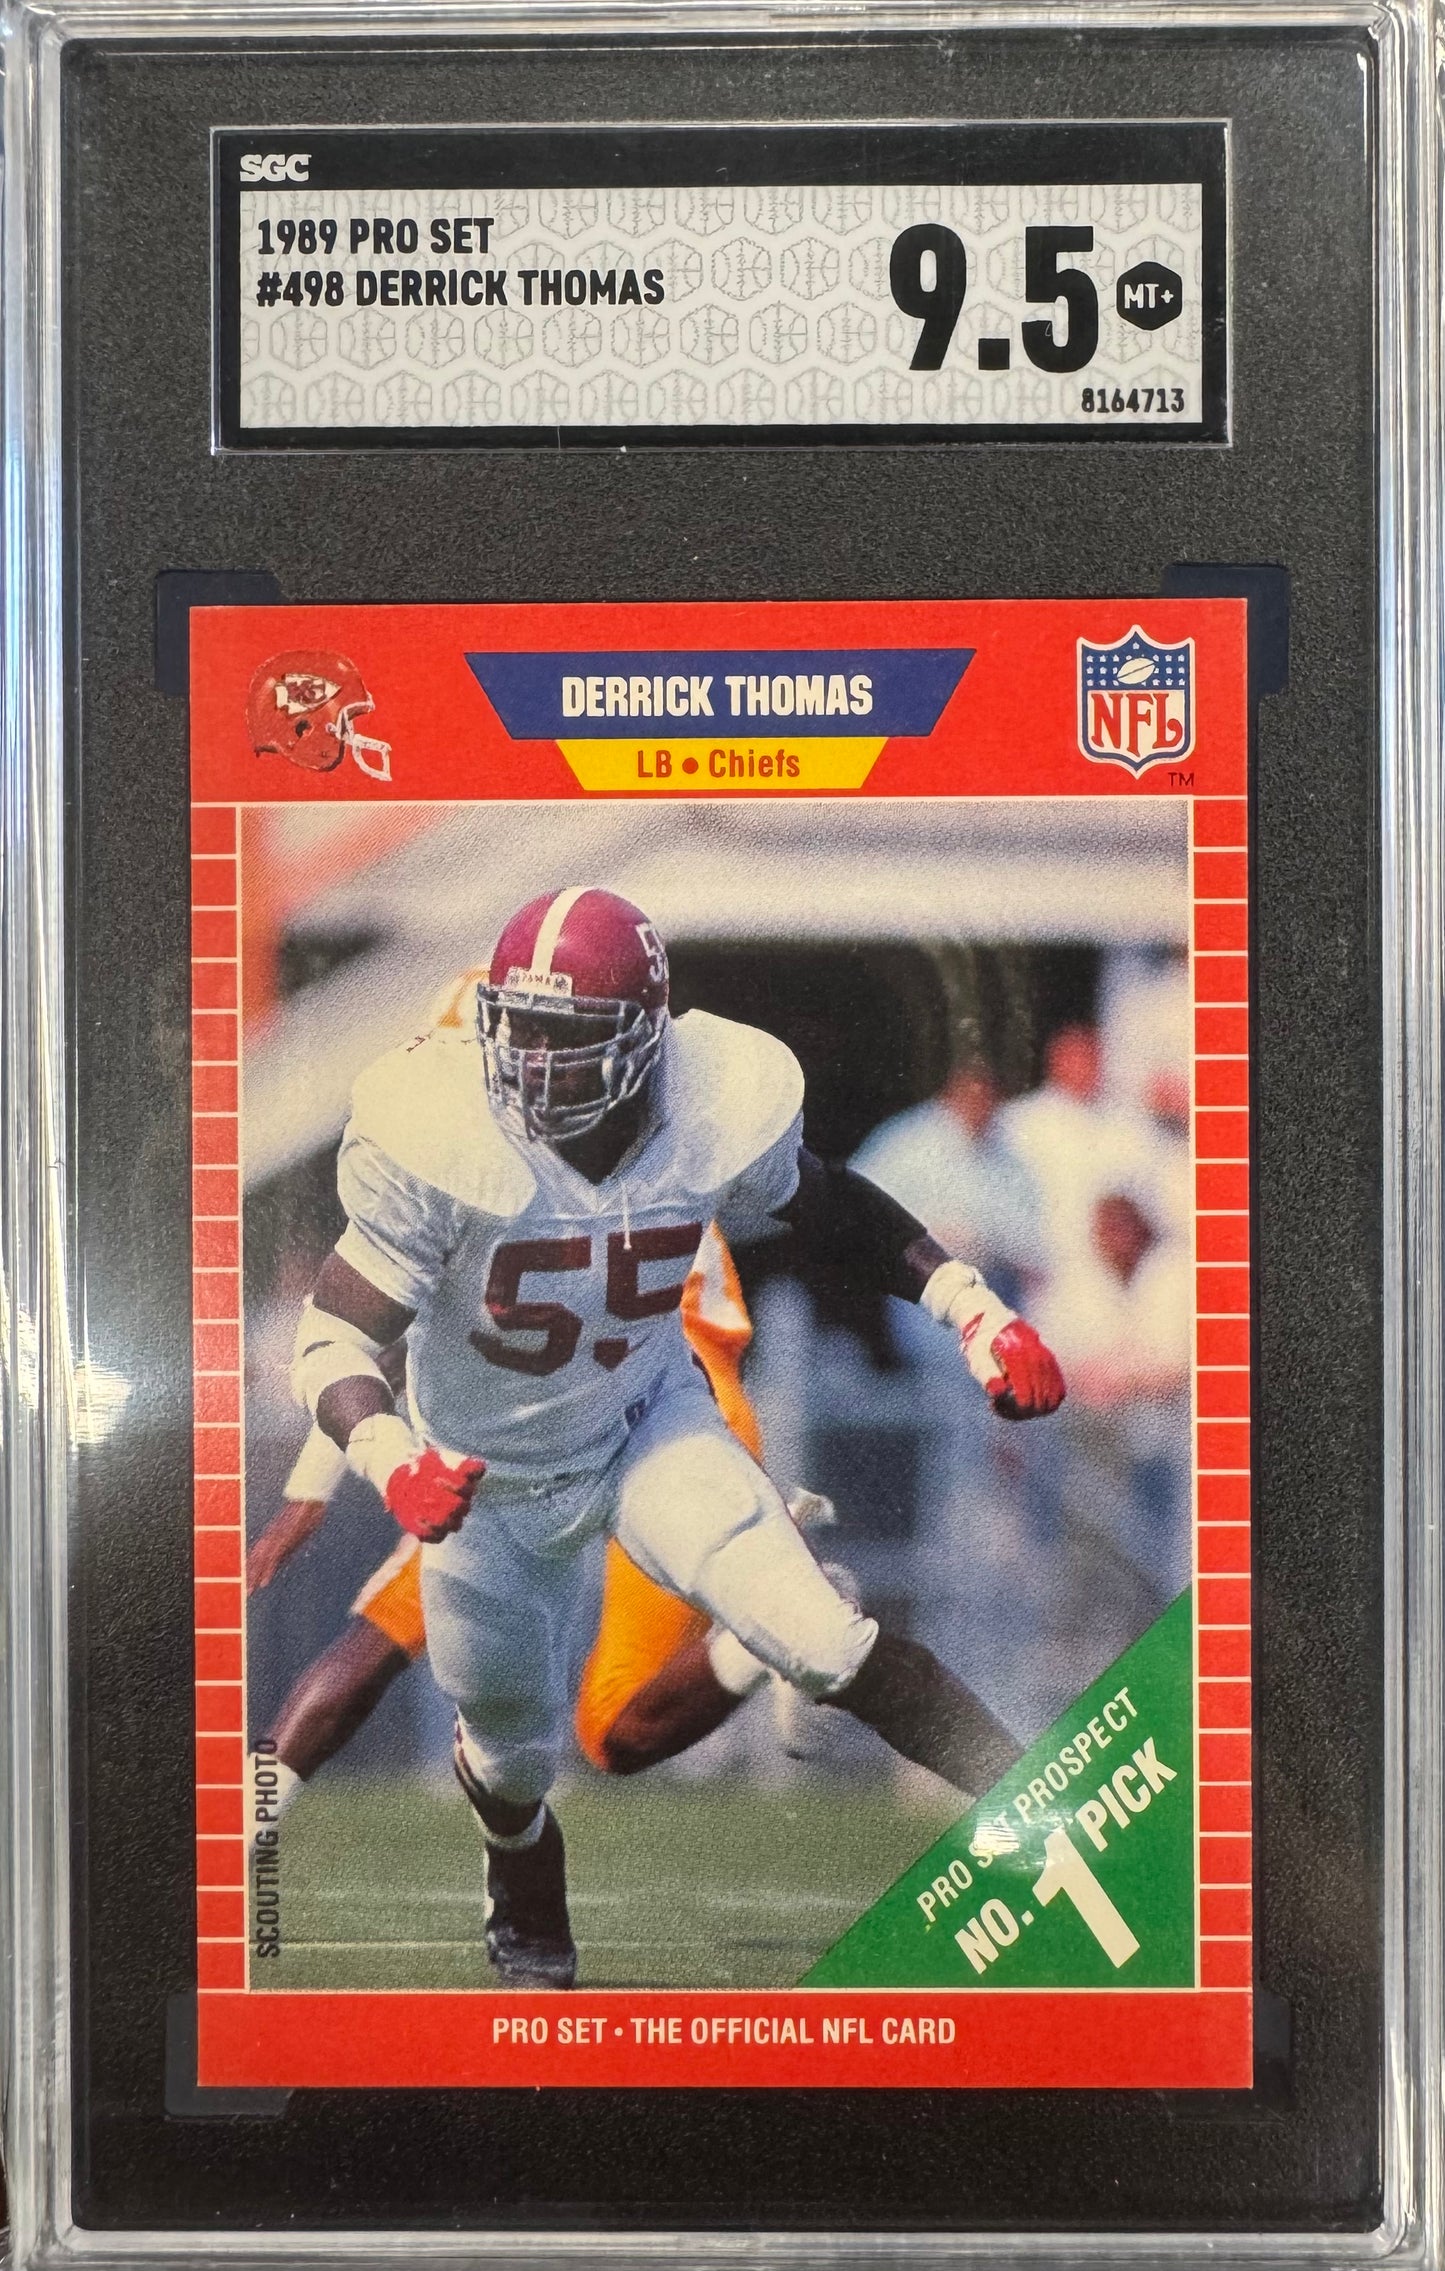 SGC
1989 PRO SET
#498 DERRICK THOMAS
9.5 MT+
8164713
DERRICK THOMAS
LB • Chiefs
NFL
TM
KC
55
SCOUTING PHOTO
PRO SET PROSPECT
NO. 1 PICK
PRO SET • THE OFFICIAL NFL CARD